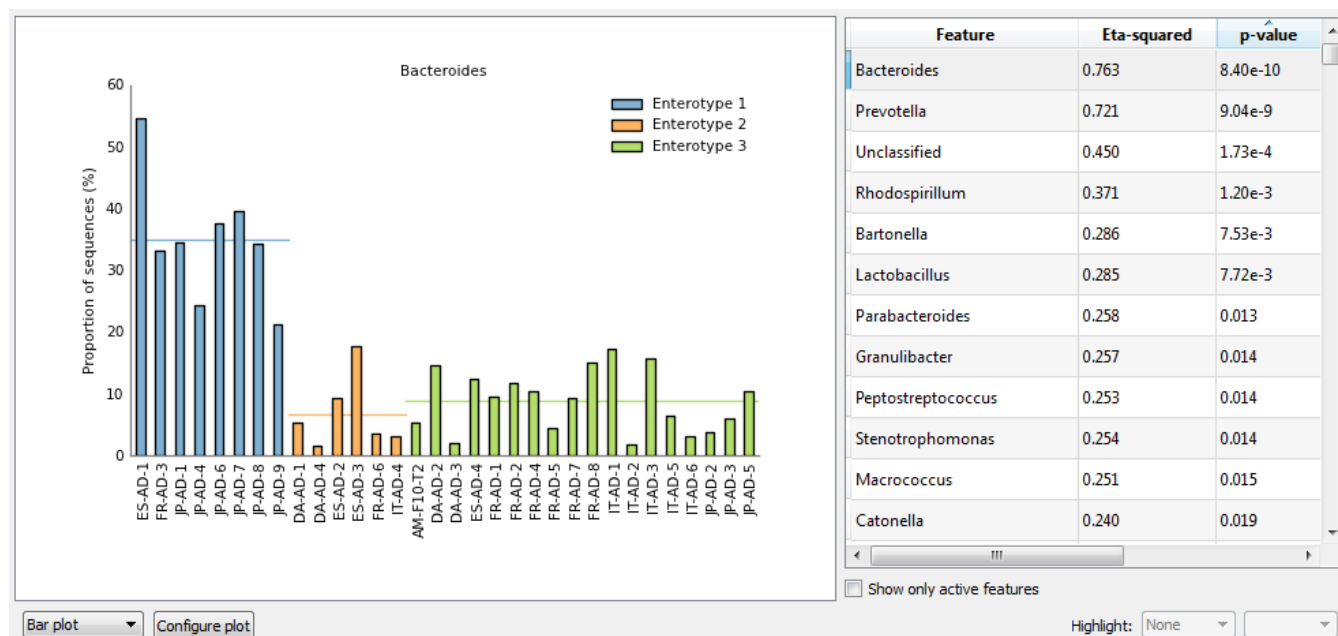 Bacteroides
60
50
40
30
20
10
0
Proportion of sequences (%)
Enterotype 1
Enterotype 2
Enterotype 3
ES-AD-1
FR-AD-3
JP-AD-1
JP-AD-4
JP-AD-6
JP-AD-7
JP-AD-8
JP-AD-9
DA-AD-1
DA-AD-4
ES-AD-2
ES-AD-3
FR-AD-6
IT-AD-4
AM-F10-T2
DA-AD-2
DA-AD-3
ES-AD-4
FR-AD-1
FR-AD-2
FR-AD-4
FR-AD-5
FR-AD-7
FR-AD-8
IT-AD-1
IT-AD-2
IT-AD-3
IT-AD-5
IT-AD-6
JP-AD-2
JP-AD-3
JP-AD-5
Bar plot
Configure plot
Feature Eta-squared p-value
Bacteroides 0.763 8.40e-10
Prevotella 0.721 9.04e-9
Unclassified 0.450 1.73e-4
Rhodospirillum 0.371 1.20e-3
Bartonella 0.286 7.53e-3
Lactobacillus 0.285 7.72e-3
Parabacteroides 0.258 0.013
Granulibacter 0.257 0.014
Peptostreptococcus 0.253 0.014
Stenotrophomonas 0.254 0.014
Macrococcus 0.251 0.015
Catonella 0.240 0.019
Show only active features
Highlight: None